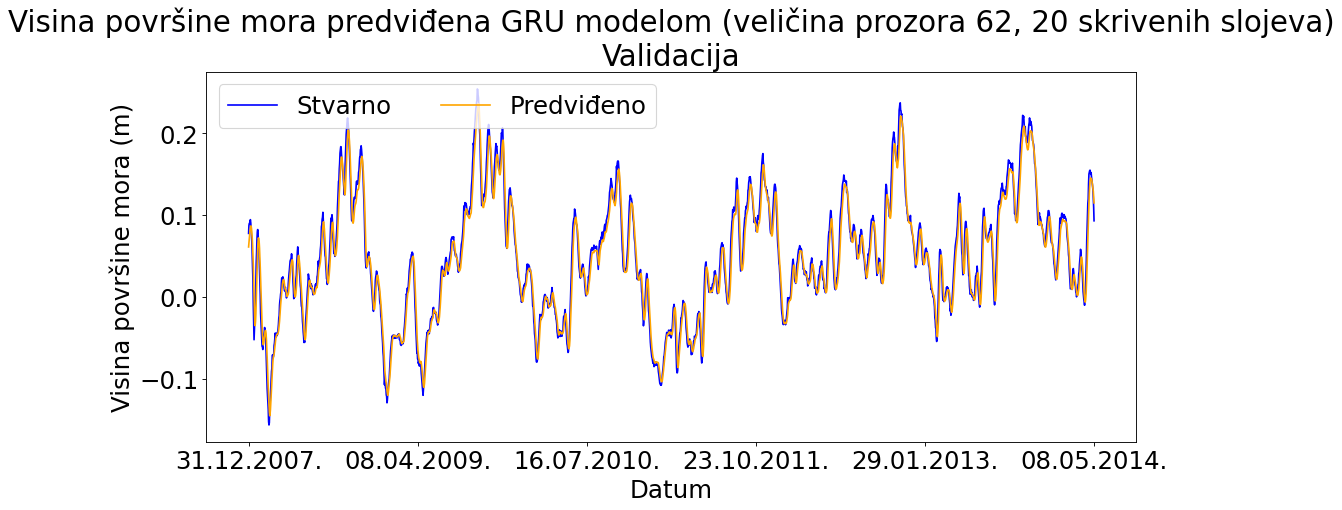 Visina površine mora predviđena GRU modelom (veličina prozora 62, 20 skrivenih slojeva)
Validacija
Stvarno Predviđeno
Visina površine mora (m)
0.2
0.1
0.0
−0.1
31.12.2007. 08.04.2009. 16.07.2010. 23.10.2011. 29.01.2013. 08.05.2014.
Datum